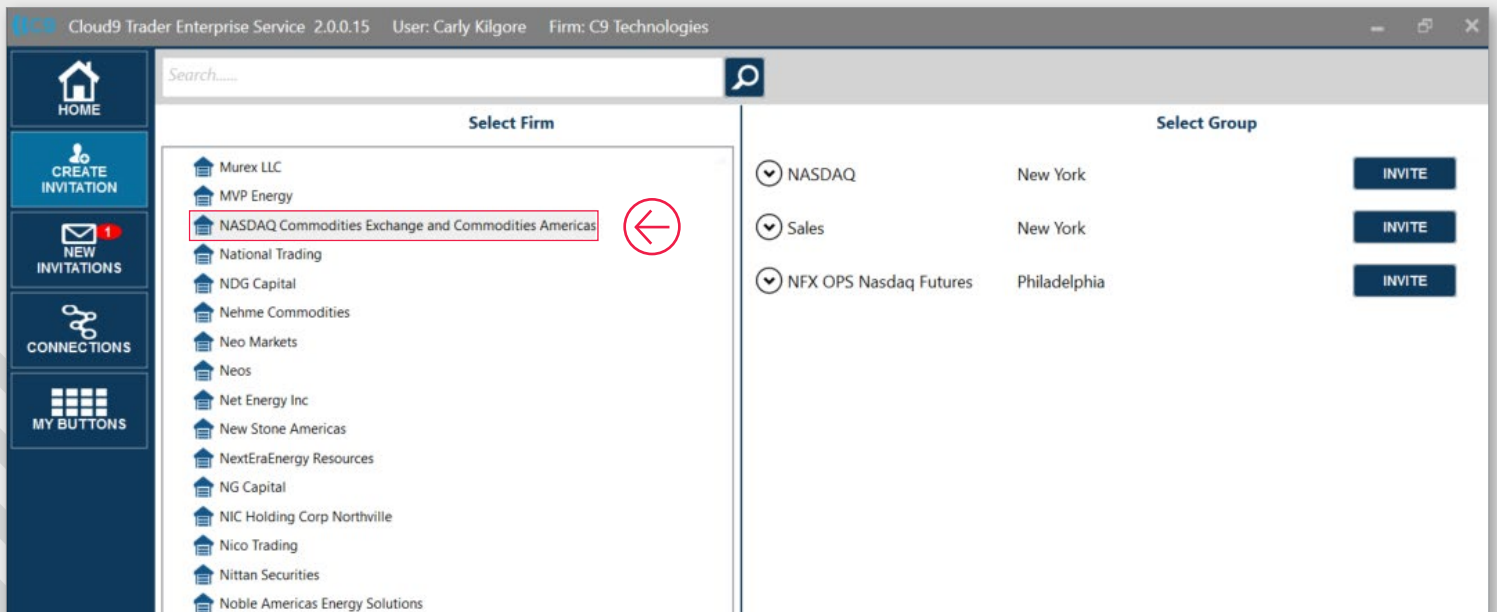 C9 Cloud9 Trader Enterprise Service 2.0.0.15 User: Carly Kilgore Firm: C9 Technologies
HOME
CREATE
INVITATION
1
NEW
INVITATIONS
CONNECTIONS
MY BUTTONS
Search......
Select Firm
Murex LLC
MVP Energy
NASDAQ Commodities Exchange and Commodities Americas
National Trading
NDG Capital
Nehme Commodities
Neo Markets
Neos
Net Energy Inc
New Stone Americas
NextEraEnergy Resources
NG Capital
NIC Holding Corp Northville
Nico Trading
Nittan Securities
Noble Americas Energy Solutions
Select Group
NASDAQ New York INVITE
Sales New York INVITE
NFX OPS Nasdaq Futures Philadelphia INVITE